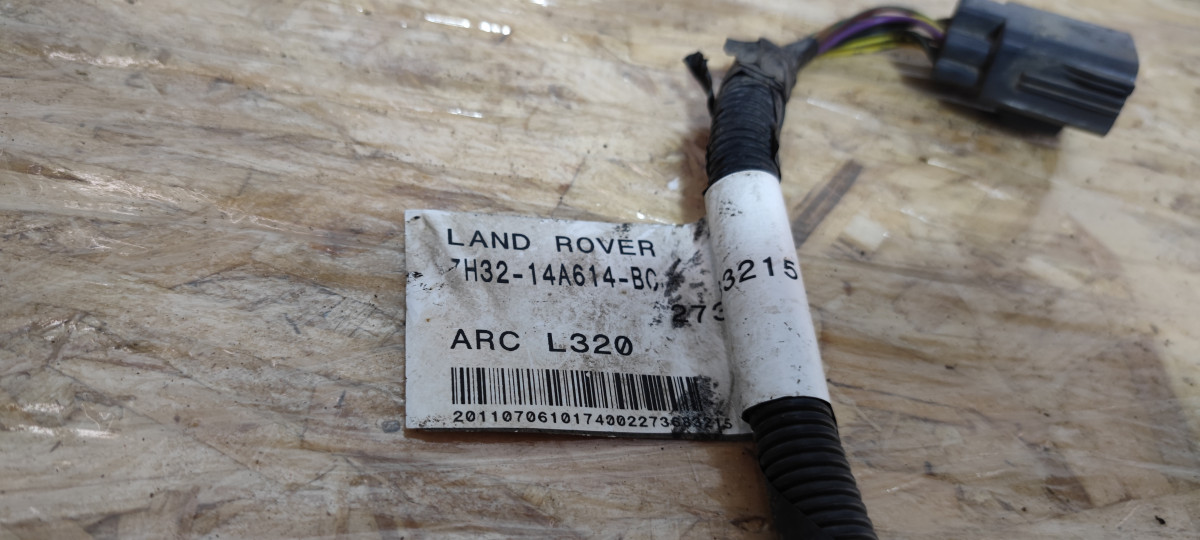 LAND ROVER
7H32-14A614-BC
3215
273
ARC L320
2011070610174002273683215